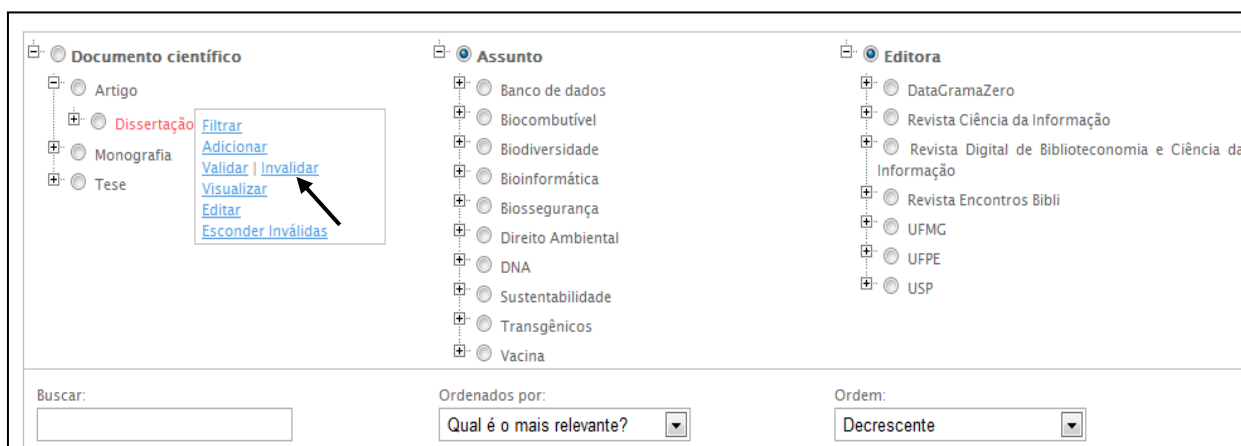 Documento científico
Artigo
Dissertação
Monografia
Tese
Filtrar
Adicionar
Validar | Invalidar
Visualizar
Editar
Esconder Inválidas
Assunto
Banco de dados
Biocombutível
Biodiversidade
Bioinformática
Biossegurança
Direito Ambiental
DNA
Sustentabilidade
Transgênicos
Vacina
Editora
DataGramaZero
Revista Ciência da Informação
Revista Digital de Biblioteconomia e Ciência da
Informação
Revista Encontros Bibli
UFMG
UFPE
USP
Buscar:
Ordenados por:
Qual é o mais relevante?
Ordem:
Decrescente